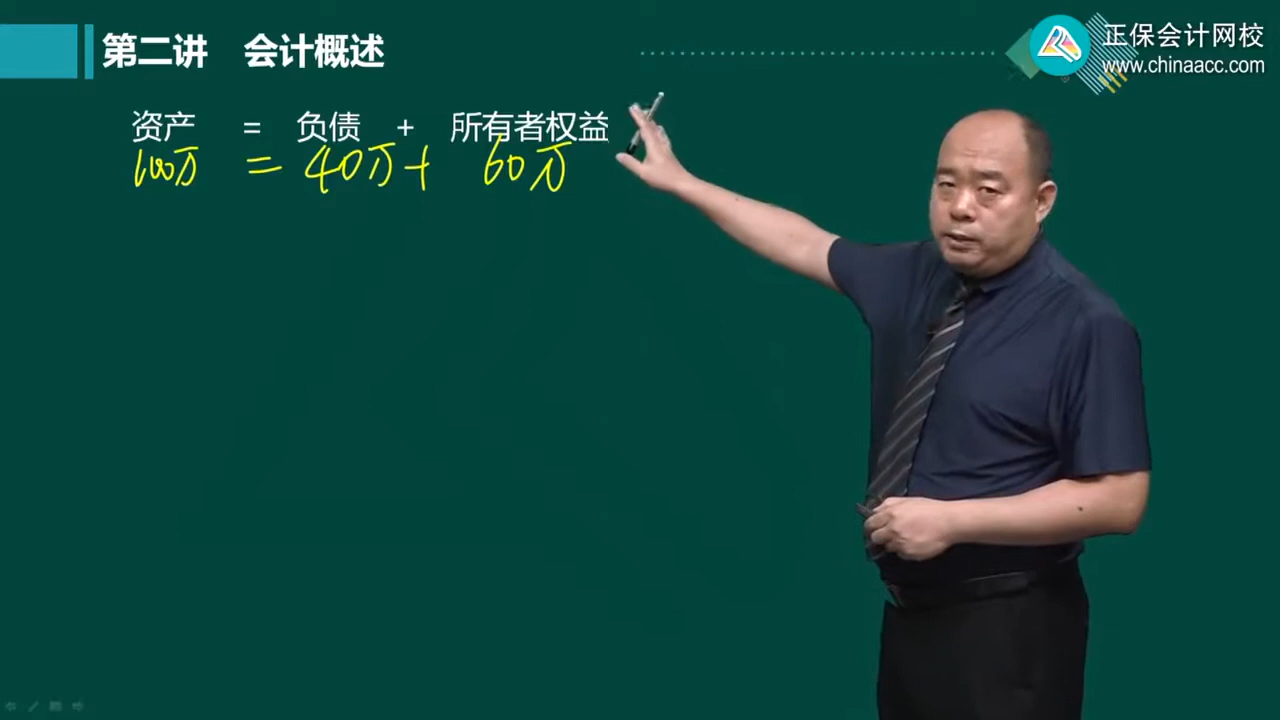 第二讲 会计概述
正保会计网校
www.chinaacc.com
资产 = 负债 + 所有者权益
100万 = 40万 + 60万